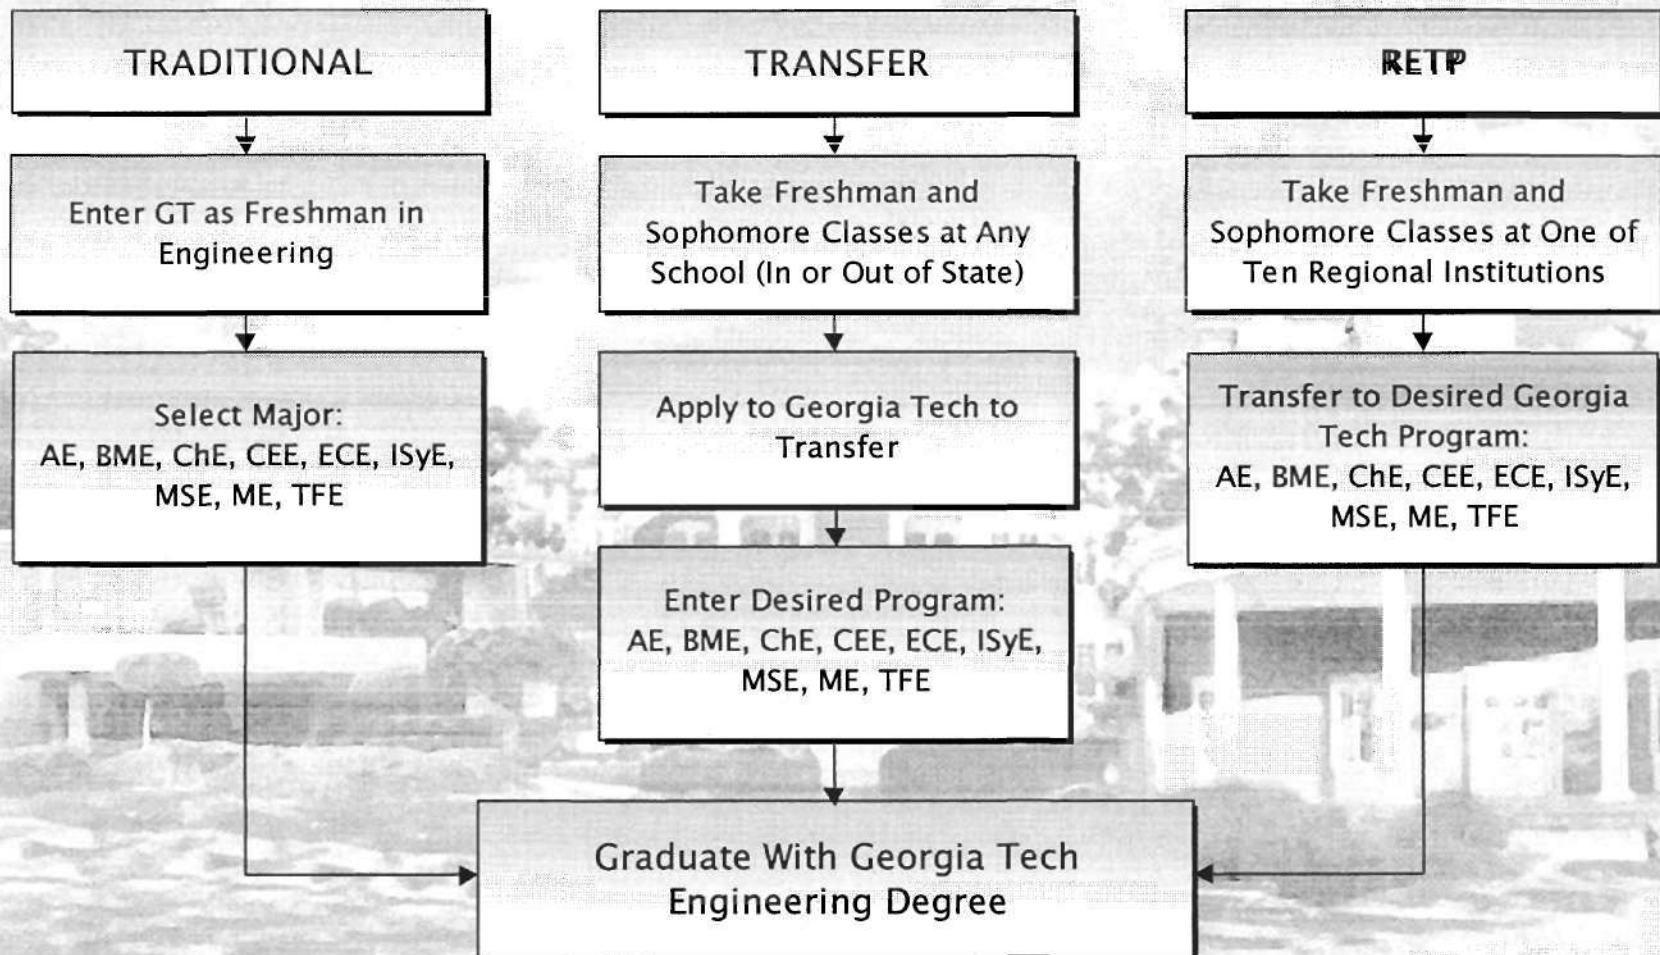 TRADITIONAL
Enter GT as Freshman in
Engineering
Select Major:
AE, BME, ChE, CEE, ECE, ISyE,
MSE, ME, TFE
TRANSFER
Take Freshman and
Sophomore Classes at Any
School (In or Out of State)
Apply to Georgia Tech to
Transfer
Enter Desired Program:
AE, BME, ChE, CEE, ECE, ISyE,
MSE, ME, TFE
RETP
Take Freshman and
Sophomore Classes at One of
Ten Regional Institutions
Transfer to Desired Georgia
Tech Program:
AE, BME, ChE, CEE, ECE, ISyE,
MSE, ME, TFE
Graduate With Georgia Tech
Engineering Degree